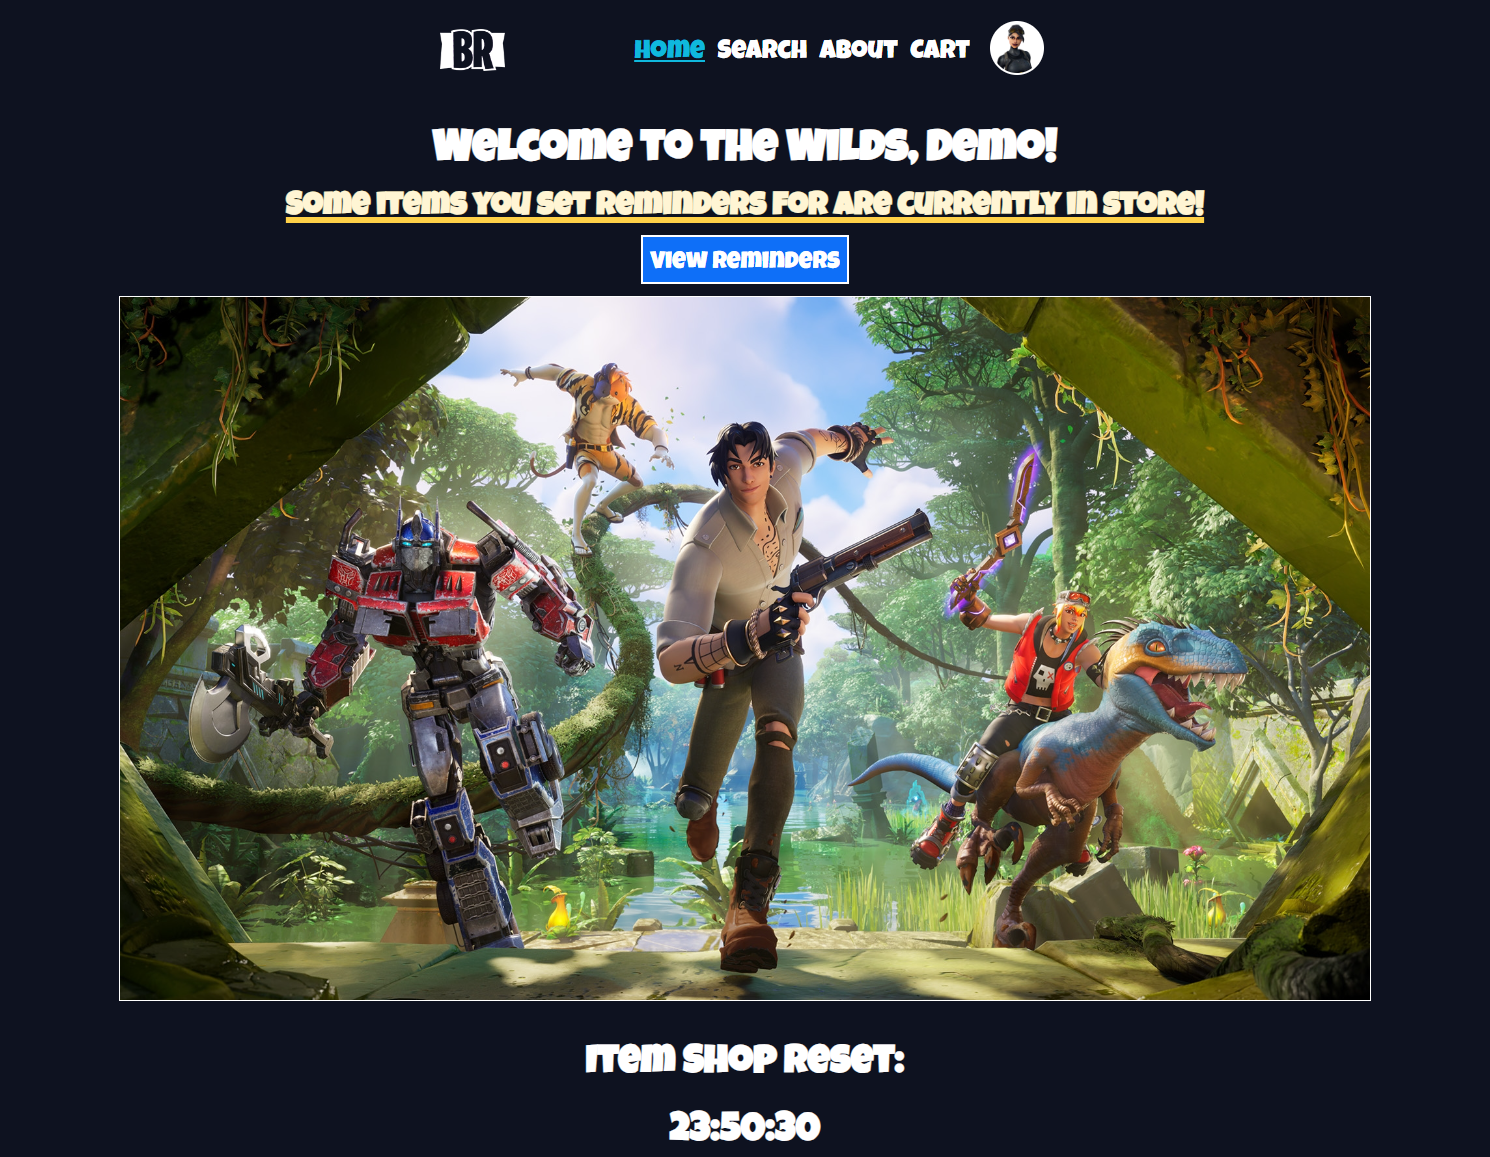 BR
Home Search About Cart
Welcome to the Wilds, Demo!
Some items you set reminders for are currently in store!
View Reminders
Item Shop Reset:
23:50:30